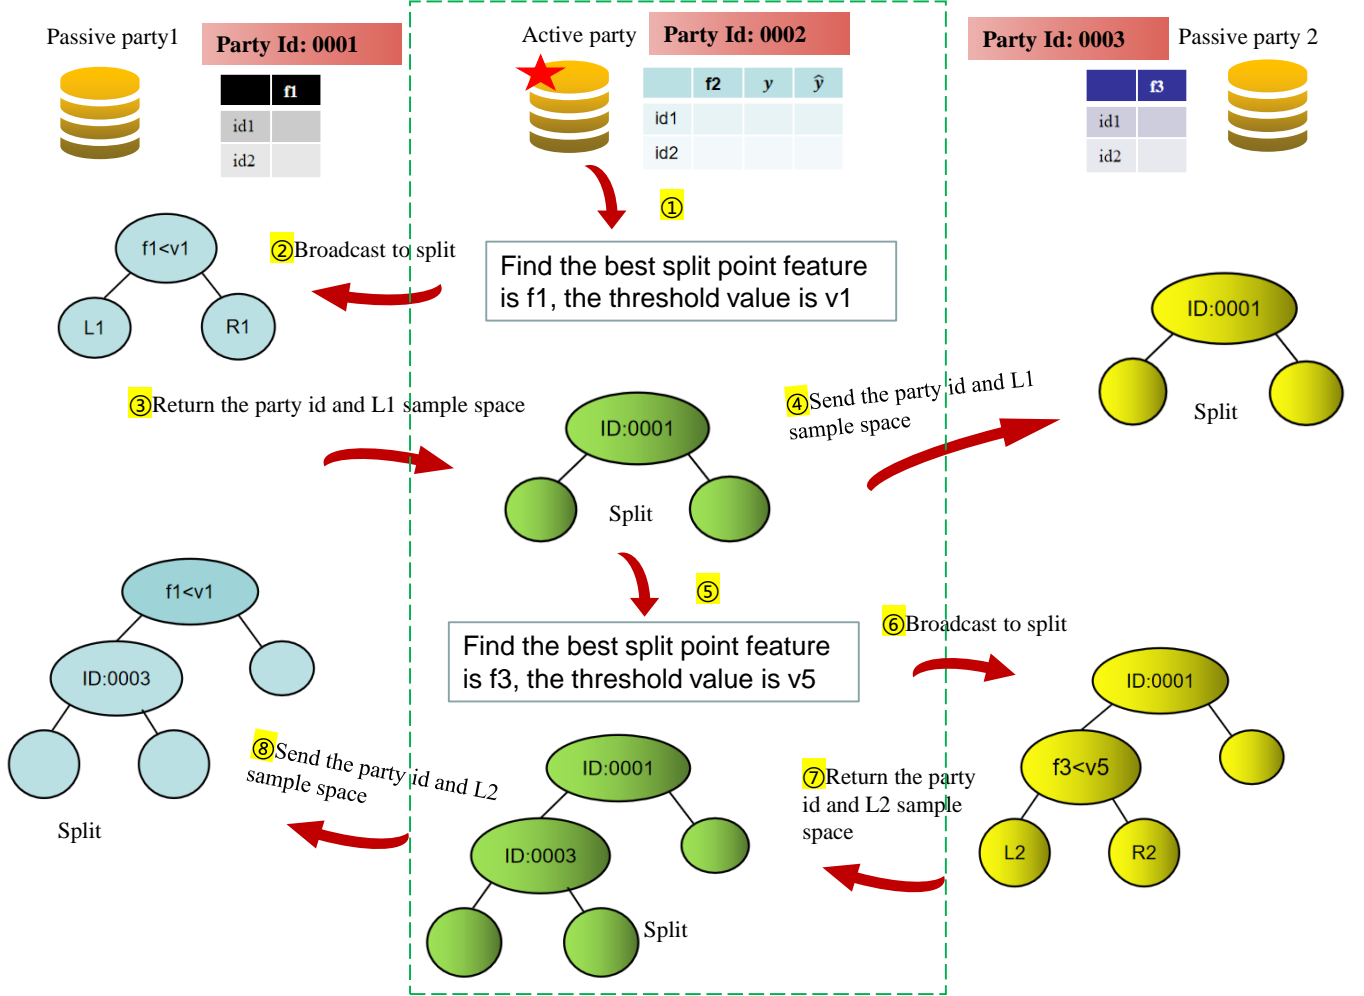 Passive party1
Party Id: 0001
Active party
Party Id: 0002
Party Id: 0003
Passive party 2
f1
id1
id2
f2 y ŷ
id1
id2
f3
id1
id2
①
f1<v1
L1
R1
②Broadcast to split
Find the best split point feature
is f1, the threshold value is v1
③Return the party id and L1 sample space
ID:0001
Split
④Send the party id and L1
sample space
ID:0001
Split
⑤
Find the best split point feature
is f3, the threshold value is v5
⑥Broadcast to split
ID:0001
f3<v5
L2
R2
⑦Return the party
id and L2 sample
space
ID:0001
ID:0003
Split
⑧Send the party id and L2
sample space
f1<v1
ID:0003
Split